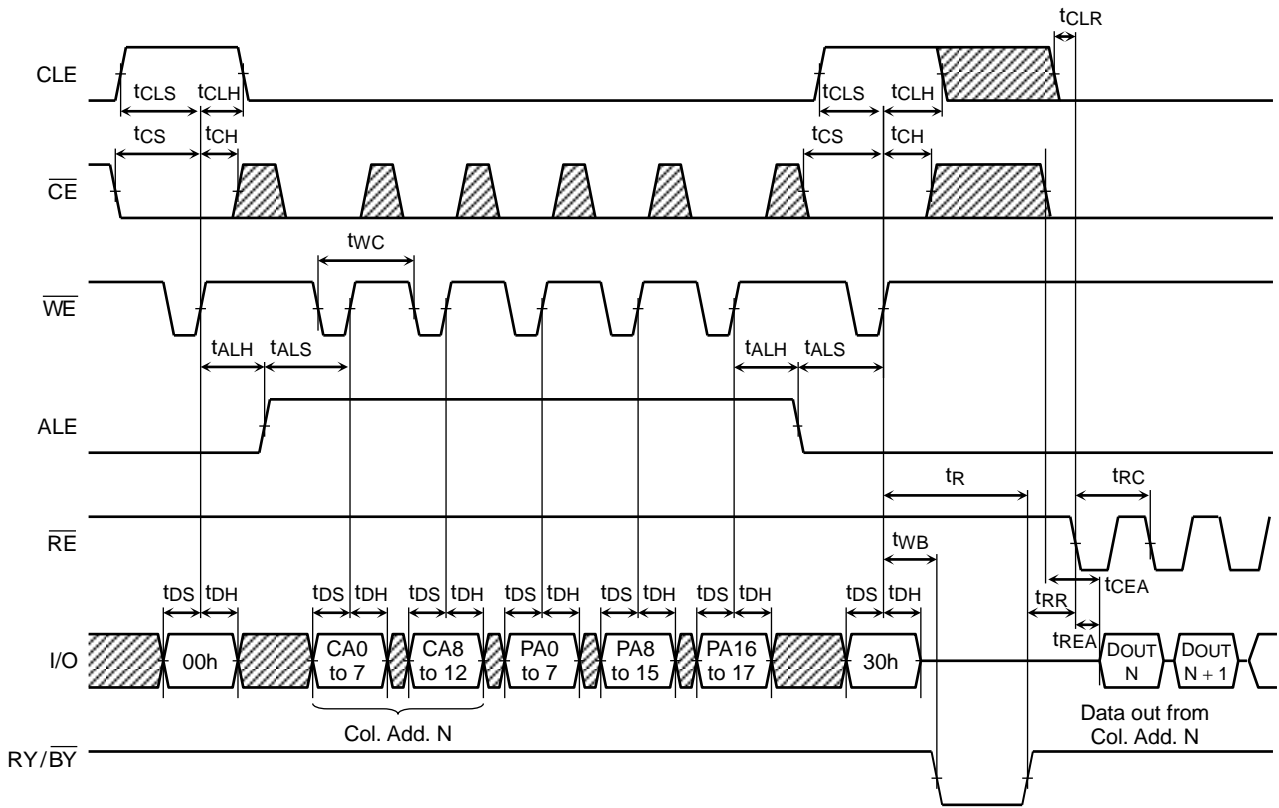 tCLR
CLE
tCLS tCLH tCLS tCLH
tCS tCH tCS tCH
CE
tWC
WE
tALH tALS tALH tALS
ALE
tR tRC
RE
tWB
tCEA
tDS tDH tDS tDH tDS tDH tDS tDH tDS tDH tDS tDH tDS tDH tRR
tREA
I/O
00h
CA0
to 7
CA8
to 12
PA0
to 7
PA8
to 15
PA16
to 17
30h
DOUT
N
DOUT
N + 1
Col. Add. N
Data out from
Col. Add. N
RY/BY